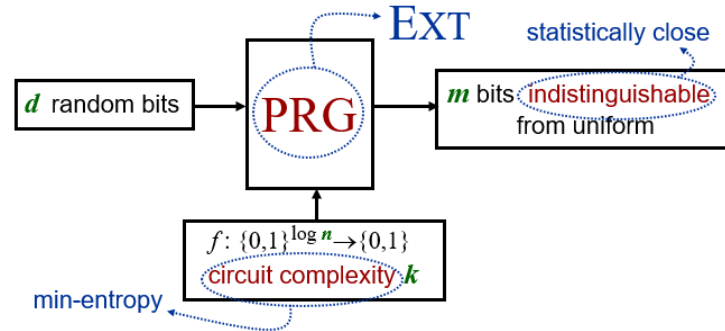 EXT
statistically close
d random bits
PRG
m bits indistinguishable
from uniform
f: {0,1}^{log n}→{0,1}
circuit complexity k
min-entropy